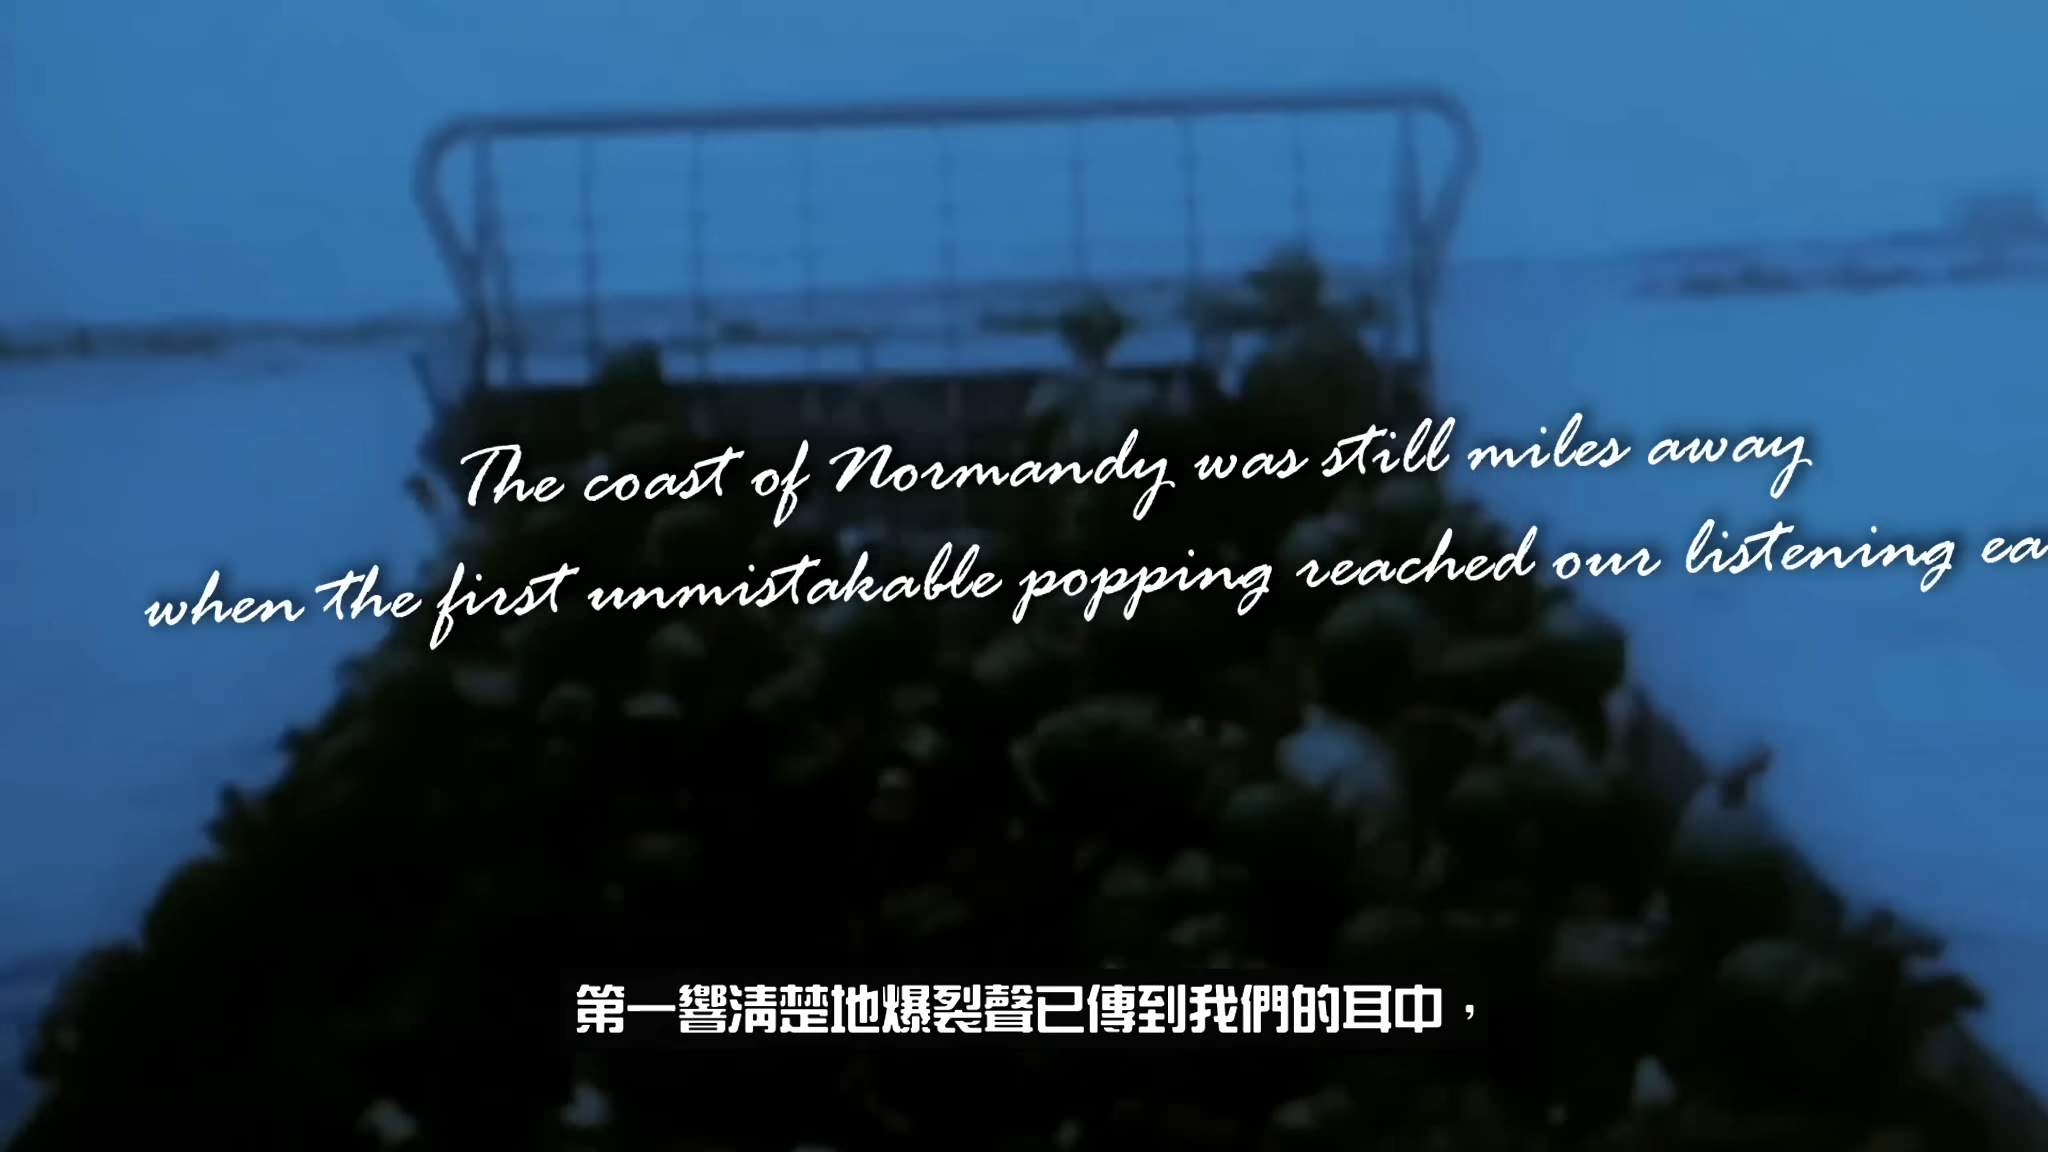 The coast of Normandy was still miles away
when the first unmistakable popping reached our listening ea
第一響清楚地爆裂聲已傳到我們的耳中，